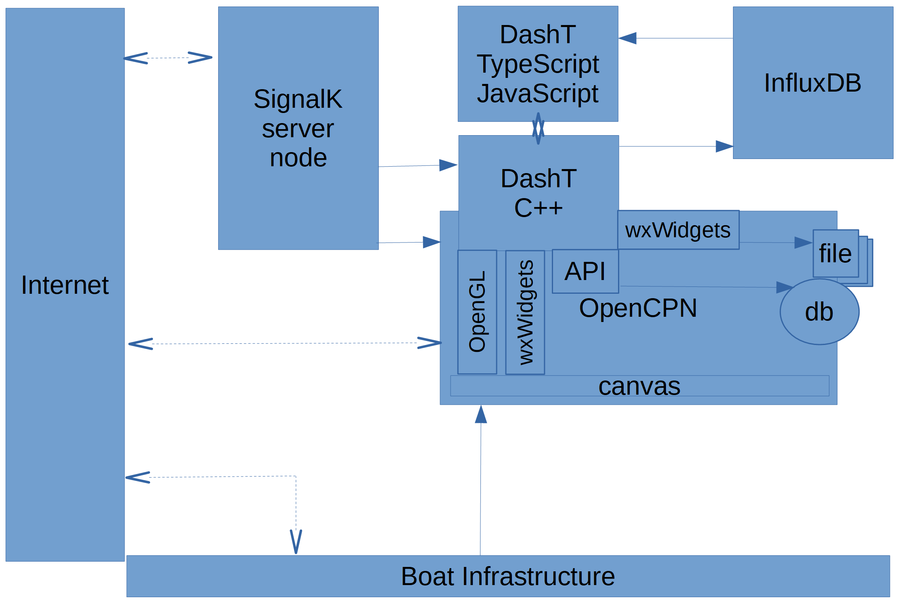 Internet
SignalK
server
node
DashT
TypeScript
JavaScript
InfluxDB
DashT
C++
wxWidgets
file
OpenGL
wxWidgets
API
OpenCPN
db
canvas
Boat Infrastructure